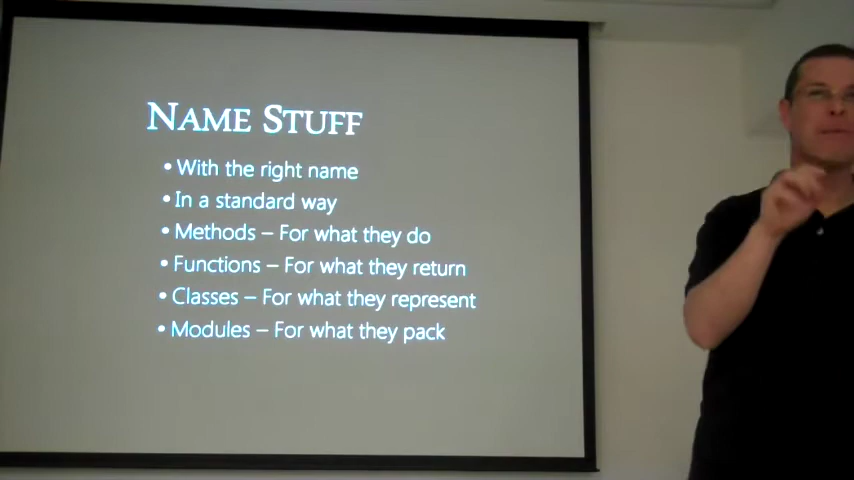 NAME STUFF
• With the right name
• In a standard way
• Methods – For what they do
• Functions – For what they return
• Classes – For what they represent
• Modules – For what they pack